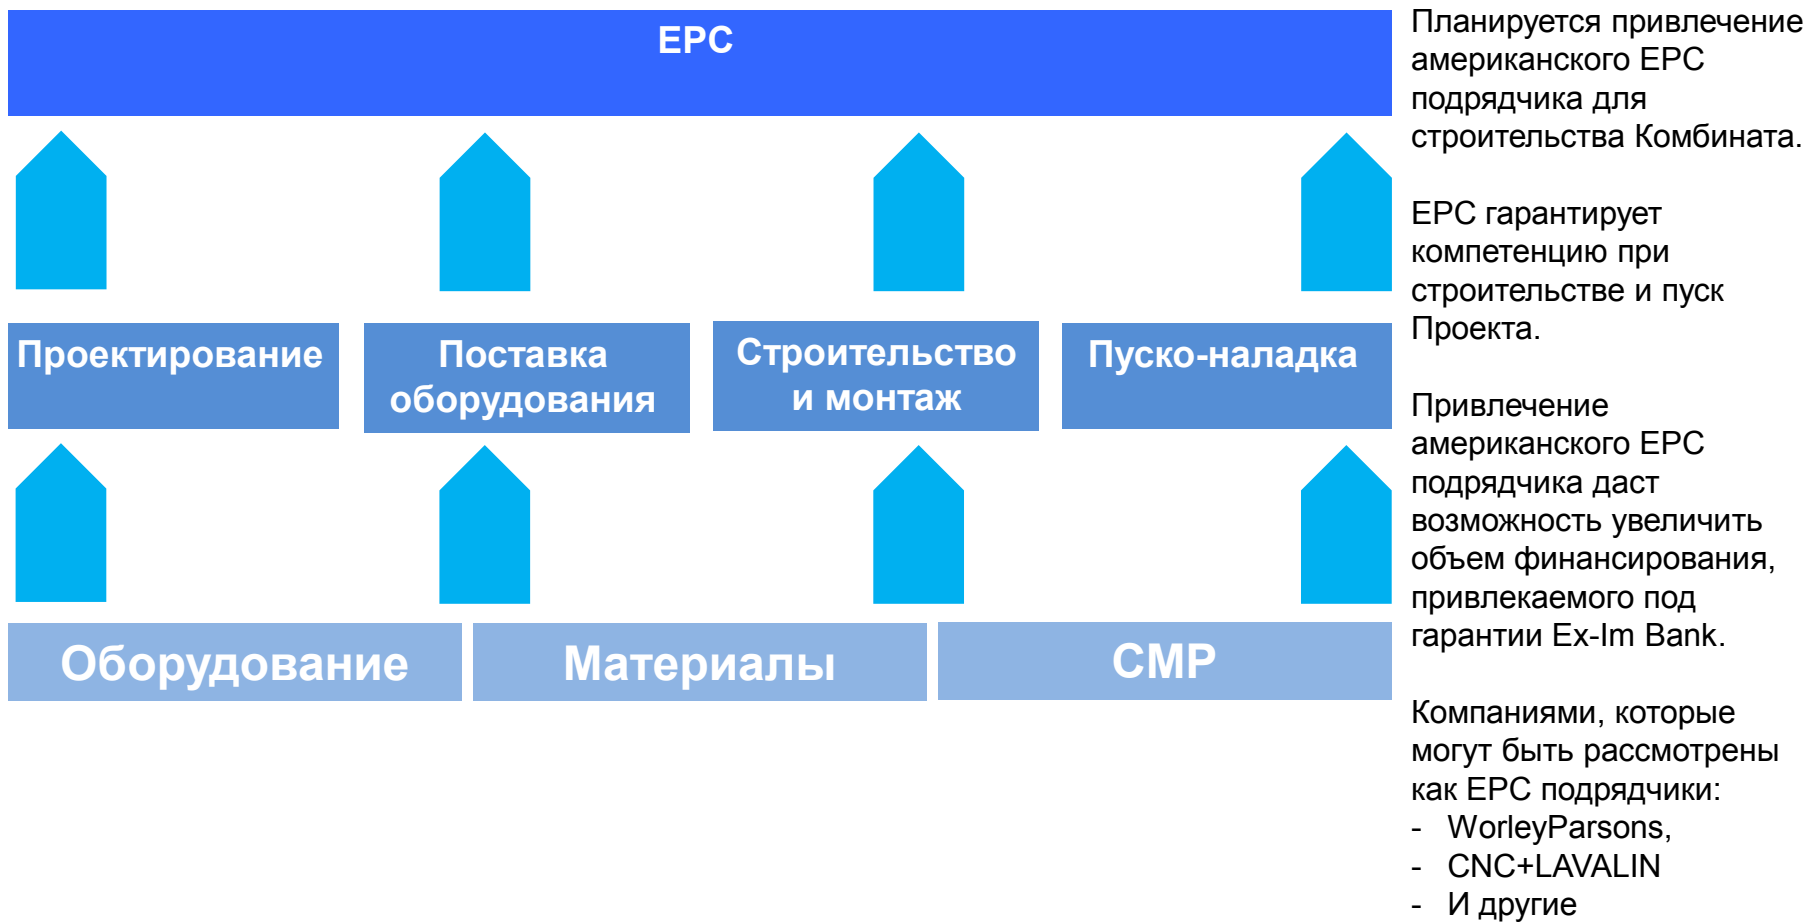 EPC
Проектирование
Поставка
оборудования
Строительство
и монтаж
Пуско-наладка
Оборудование
Материалы
СМР
Планируется привлечение
американского EPC
подрядчика для
строительства Комбината.
EPC гарантирует
компетенцию при
строительстве и пуск
Проекта.
Привлечение
американского EPC
подрядчика даст
возможность увеличить
объем финансирования,
привлекаемого под
гарантии Ex-Im Bank.
Компаниями, которые
могут быть рассмотрены
как EPC подрядчики:
- WorleyParsons,
- CNC+LAVALIN
- И другие